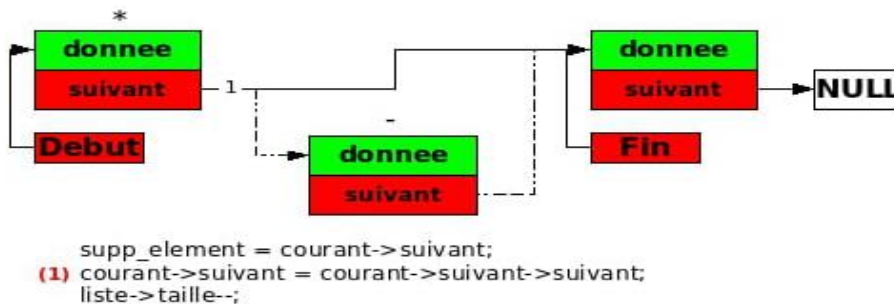 *
donnee
suivant
1
Debut
-
donnee
suivant
donnee
suivant
NULL
Fin
supp_element = courant->suivant;
(1) courant->suivant = courant->suivant->suivant;
liste->taille--;